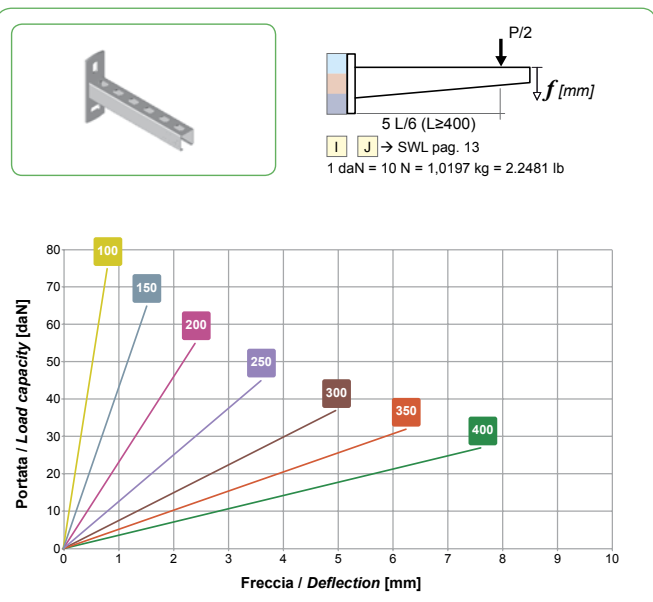 P/2
f [mm]
5 L/6 (L≥400)
I J → SWL pag. 13
1 daN = 10 N = 1,0197 kg = 2.2481 lb
Portata / Load capacity [daN]
80
70
60
50
40
30
20
10
0
100
150
200
250
300
350
400
0 1 2 3 4 5 6 7 8 9 10
Freccia / Deflection [mm]